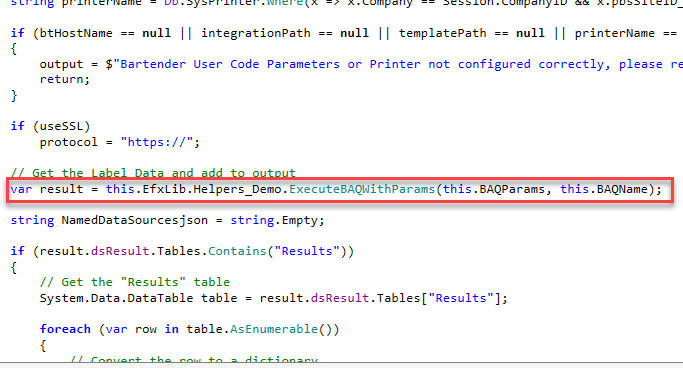 string printerName = Db.SysPrinter.Where(x => x.Company == Session.CompanyID && x.pbsSiteID_
if (btHostName == null || integrationPath == null || templatePath == null || printerName ==
{
output = $"Bartender User Code Parameters or Printer not configured correctly, please re
return;
}
if (useSSL)
protocol = "https://";
// Get the Label Data and add to output
var result = this.EfxLib.Helpers_Demo.ExecuteBAQWithParams(this.BAQParams, this.BAQName);
string NamedDataSourcesjson = string.Empty;
if (result.dsResult.Tables.Contains("Results"))
{
// Get the "Results" table
System.Data.DataTable table = result.dsResult.Tables["Results"];
foreach (var row in table.AsEnumerable())
{
// Convert the row to a dictionary